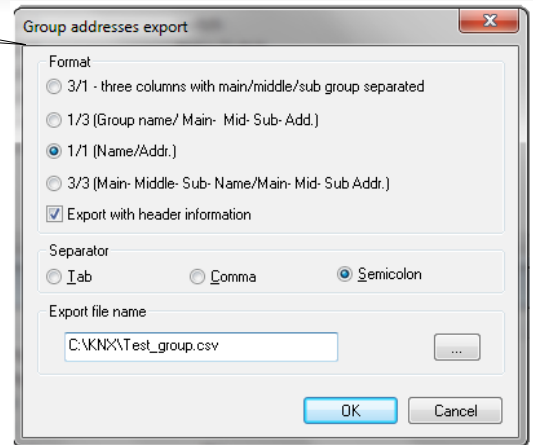 Group addresses export
Format
3/1 - three columns with main/middle/sub group separated
1/3 (Group name/ Main- Mid- Sub- Add.)
1/1 (Name/Addr.)
3/3 (Main- Middle- Sub- Name/Main- Mid- Sub Addr.)
Export with header information
Separator
Tab Comma Semicolon
Export file name
C:\KNX\Test_group.csv ...
OK Cancel